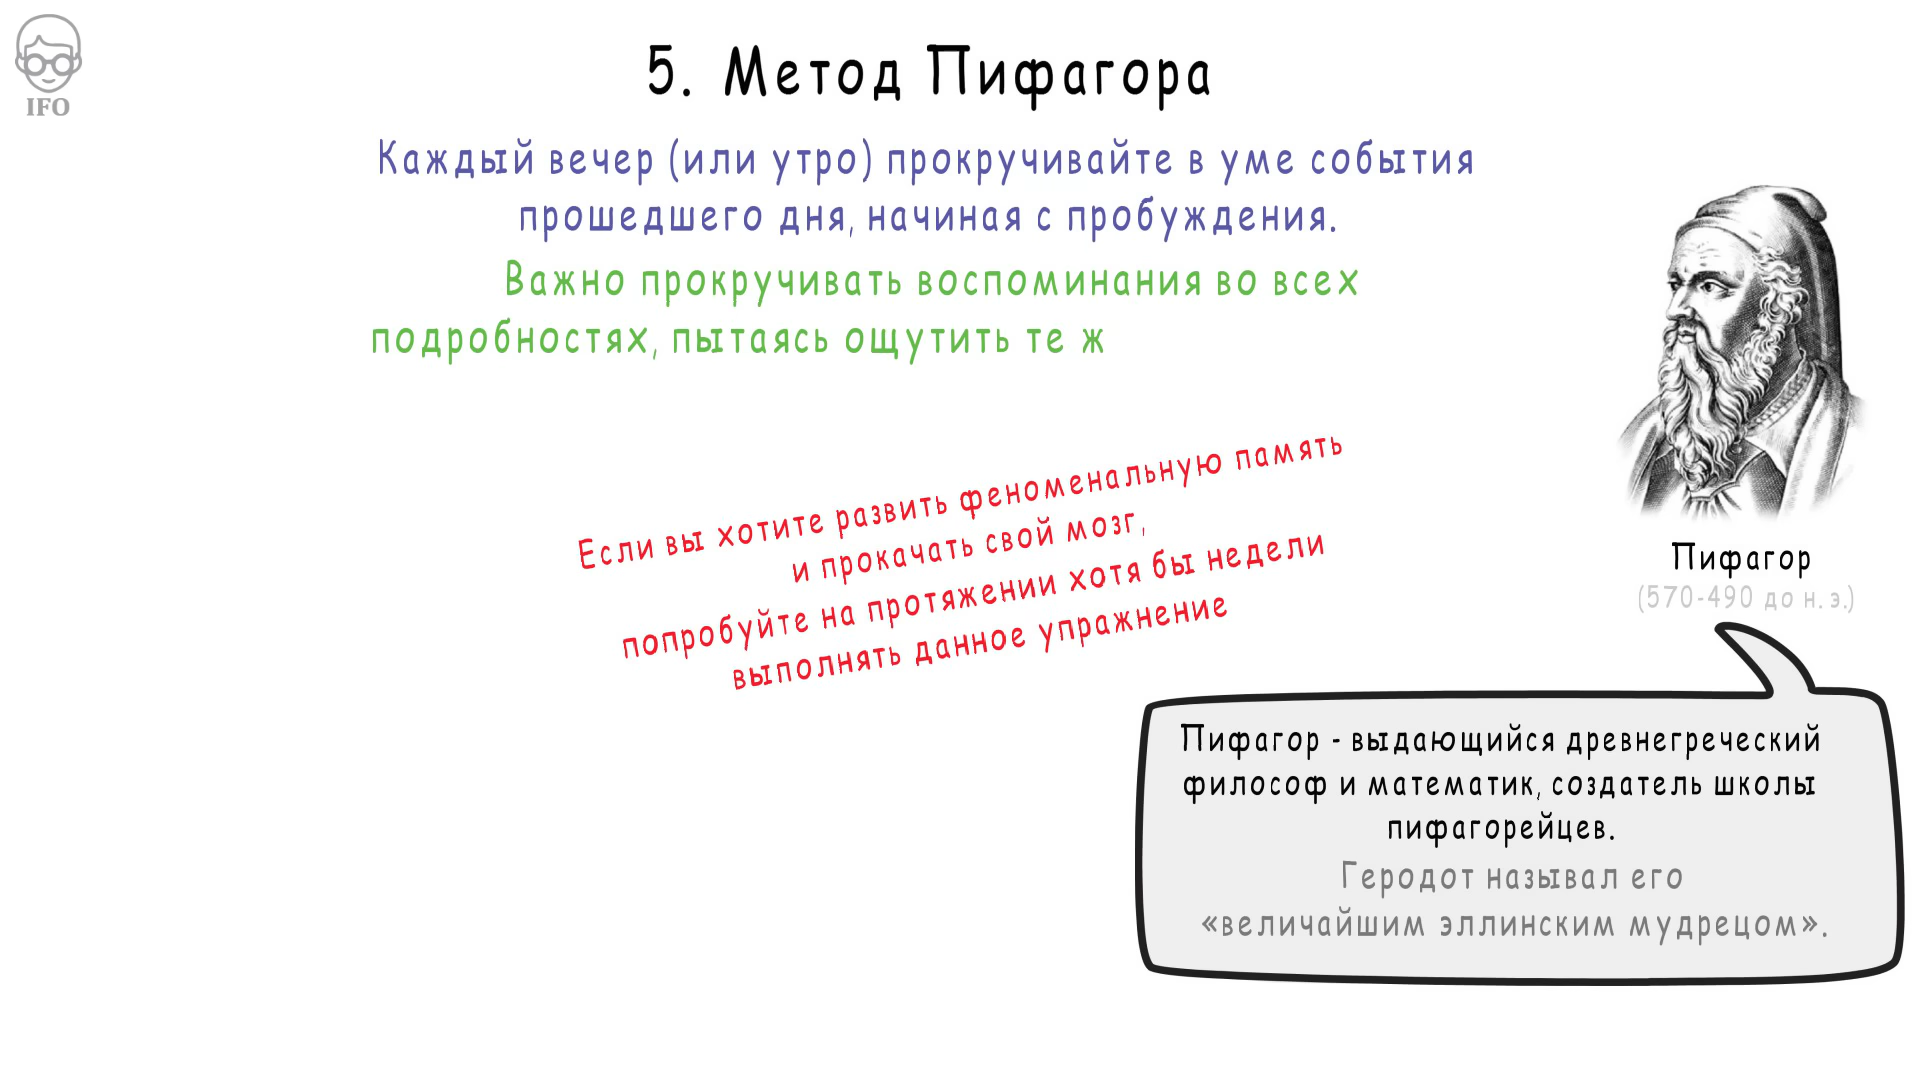 IFO
5. Метод Пифагора
Каждый вечер (или утро) прокручивайте в уме события
прошедшего дня, начиная с пробуждения.
Важно прокручивать воспоминания во всех
подробностях, пытаясь ощутить те ж
Если вы хотите развить феноменальную память
и прокачать свой мозг,
попробуйте на протяжении хотя бы недели
выполнять данное упражнение
Пифагор
(570-490 до н.э.)
Пифагор - выдающийся древнегреческий
философ и математик, создатель школы
пифагорейцев.
Геродот называл его
«величайшим эллинским мудрецом».